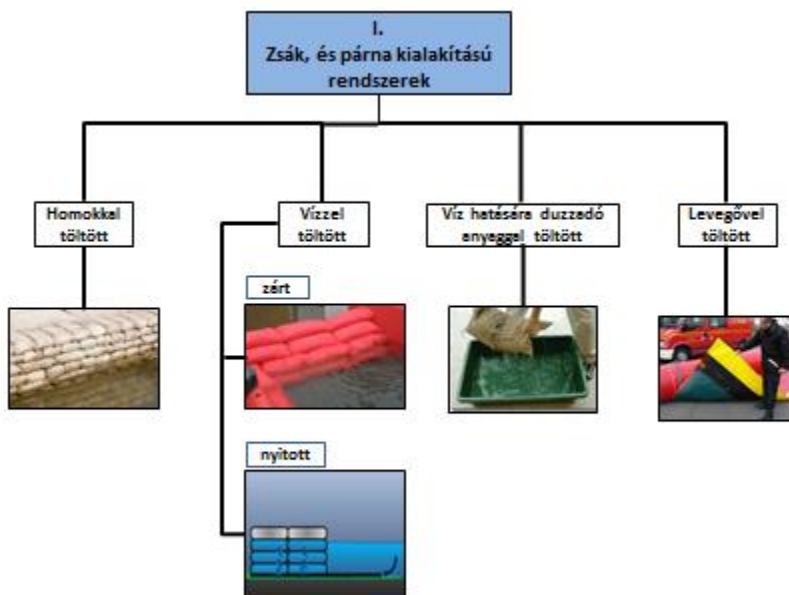 I.
Zsák, és párna kialakítású
rendszerek
Homokkal
töltött
Vízzel
töltött
Víz hatására duzzadó
anyaggal töltött
Levegővel
töltött
zárt
nyitott